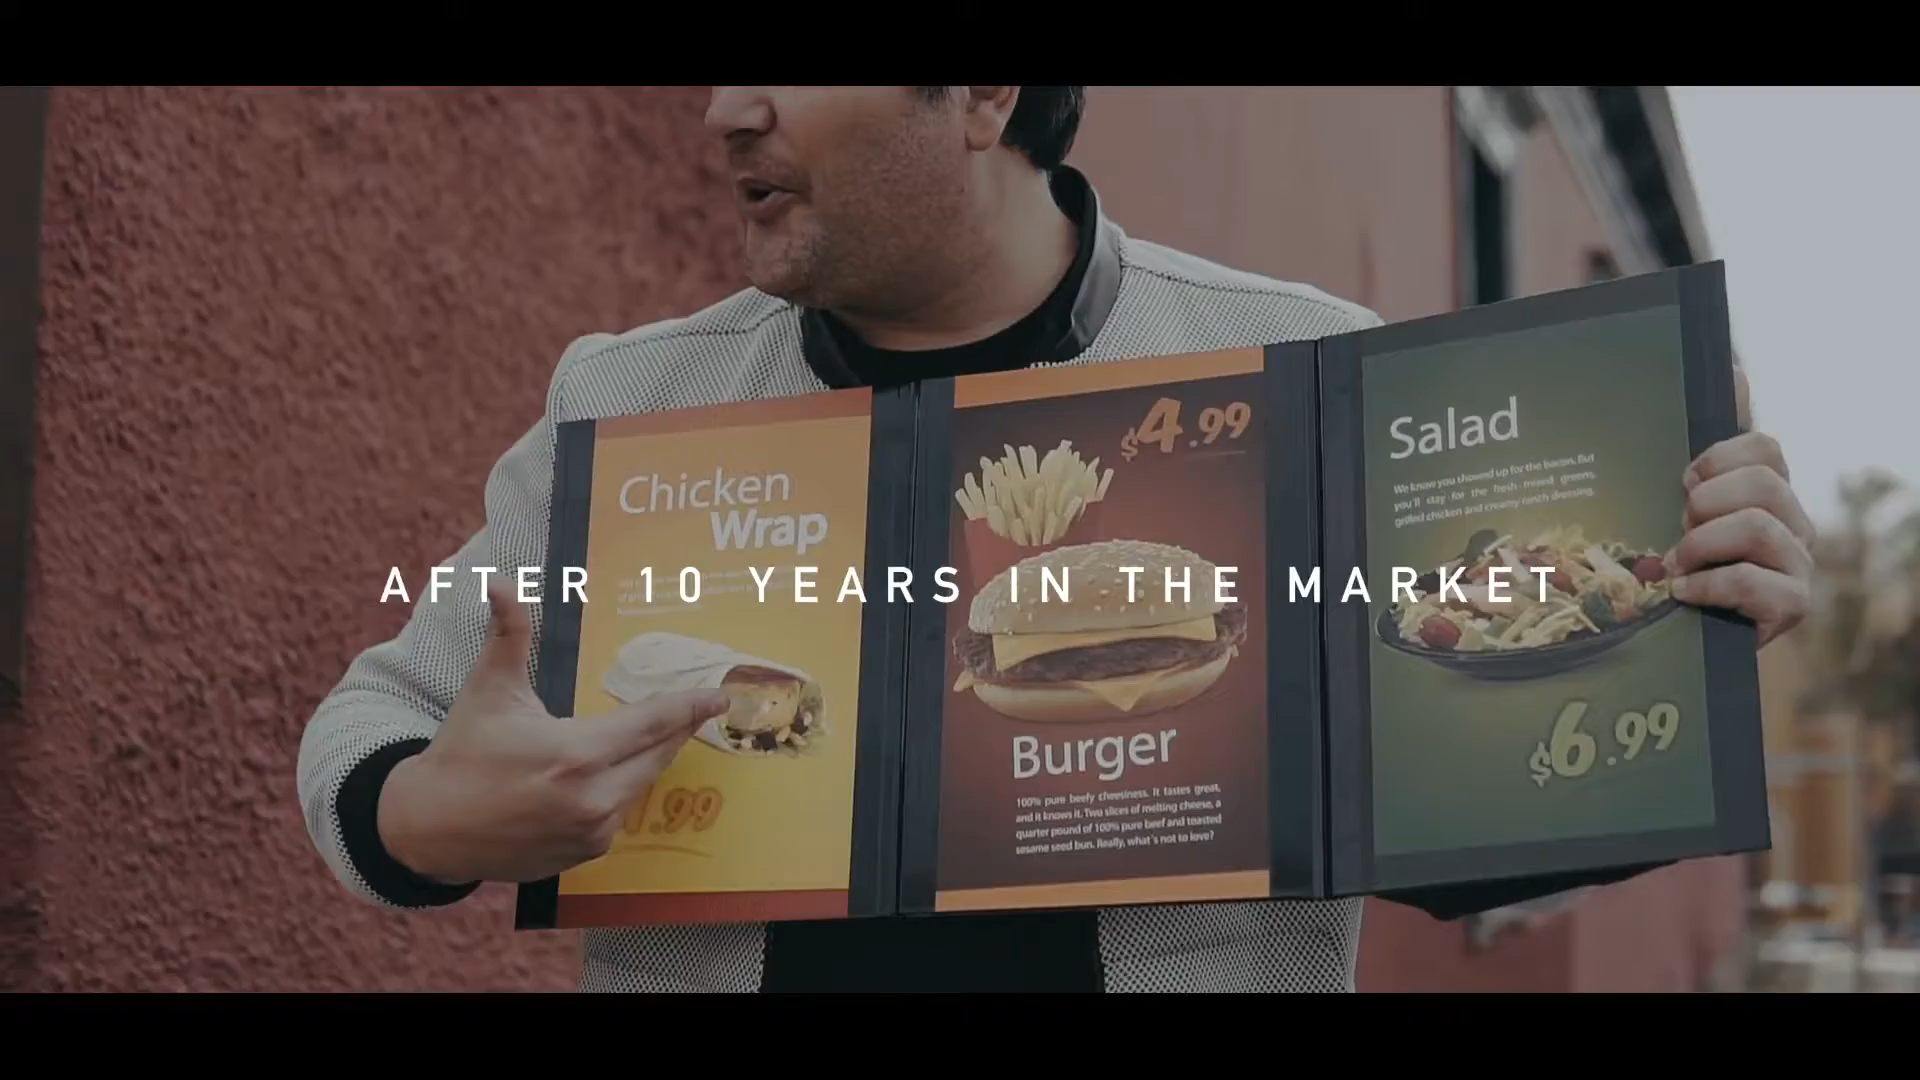 Chicken
Wrap
.99
$4.99
Burger
100% pure beefy cheesiness. It tastes great,
and it knows it. Two slices of melting cheese, a
quarter pound of 100% pure beef and toasted
sesame seed bun. Really, what's not to love?
Salad
We know you showed up for the bacon. But
you'll stay for the fresh mixed greens,
grilled chicken and creamy ranch dressing.
$6.99
AFTER 10 YEARS IN THE MARKET